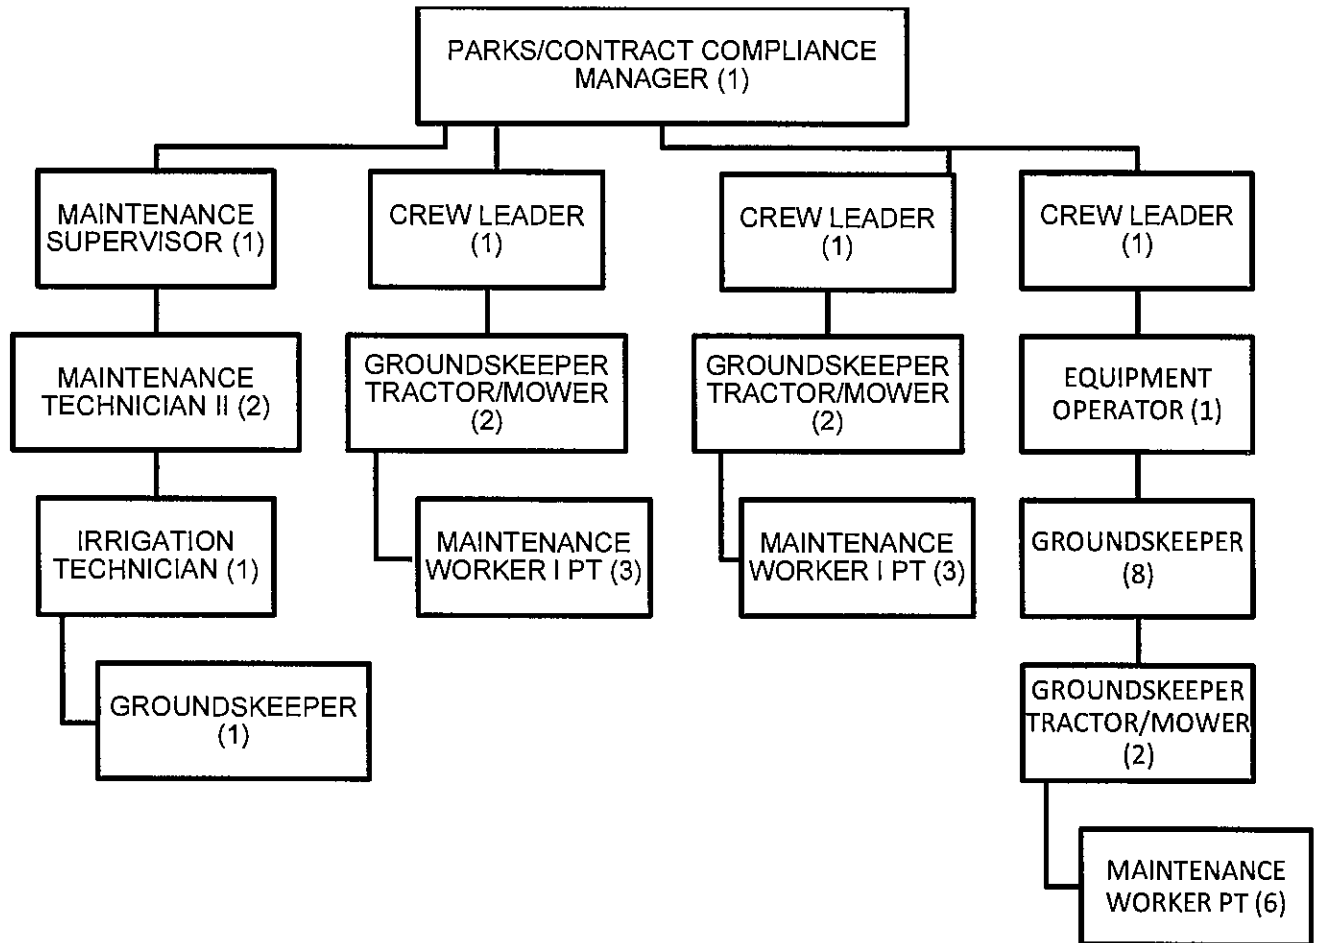 PARKS/CONTRACT COMPLIANCE
MANAGER (1)
MAINTENANCE
SUPERVISOR (1)
CREW LEADER
(1)
CREW LEADER
(1)
CREW LEADER
(1)
MAINTENANCE
TECHNICIAN II (2)
GROUNDSKEEPER
TRACTOR/MOWER
(2)
GROUNDSKEEPER
TRACTOR/MOWER
(2)
EQUIPMENT
OPERATOR (1)
IRRIGATION
TECHNICIAN (1)
MAINTENANCE
WORKER I PT (3)
MAINTENANCE
WORKER I PT (3)
GROUNDSKEEPER
(8)
GROUNDSKEEPER
(1)
GROUNDSKEEPER
TRACTOR/MOWER
(2)
MAINTENANCE
WORKER PT (6)